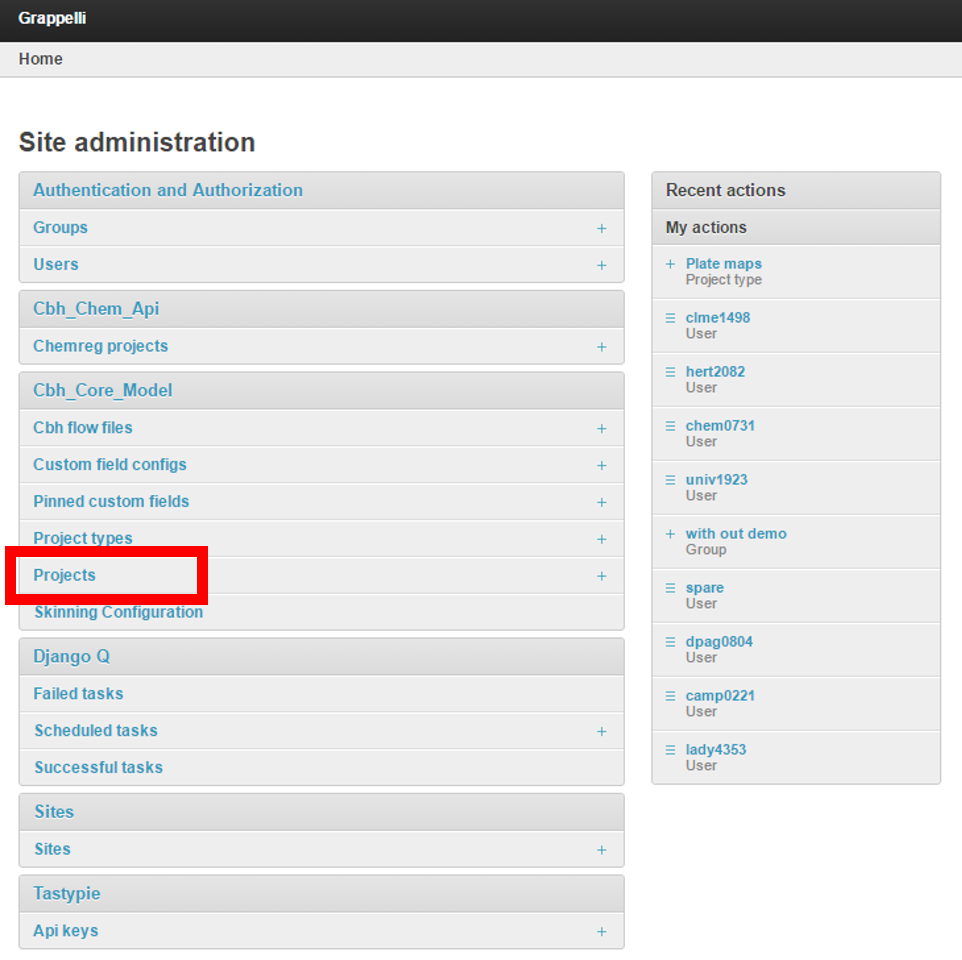 Grappelli
Home
Site administration
Authentication and Authorization
Groups
Users
Cbh_Chem_Api
Chemreg projects
Cbh_Core_Model
Cbh flow files
Custom field configs
Pinned custom fields
Project types
Projects
Skinning Configuration
Django Q
Failed tasks
Scheduled tasks
Successful tasks
Sites
Sites
Tastypie
Api keys
Recent actions
My actions
Plate maps
Project type
clme1498
User
hert2082
User
chem0731
User
univ1923
User
with out demo
Group
spare
User
dpag0804
User
camp0221
User
lady4353
User